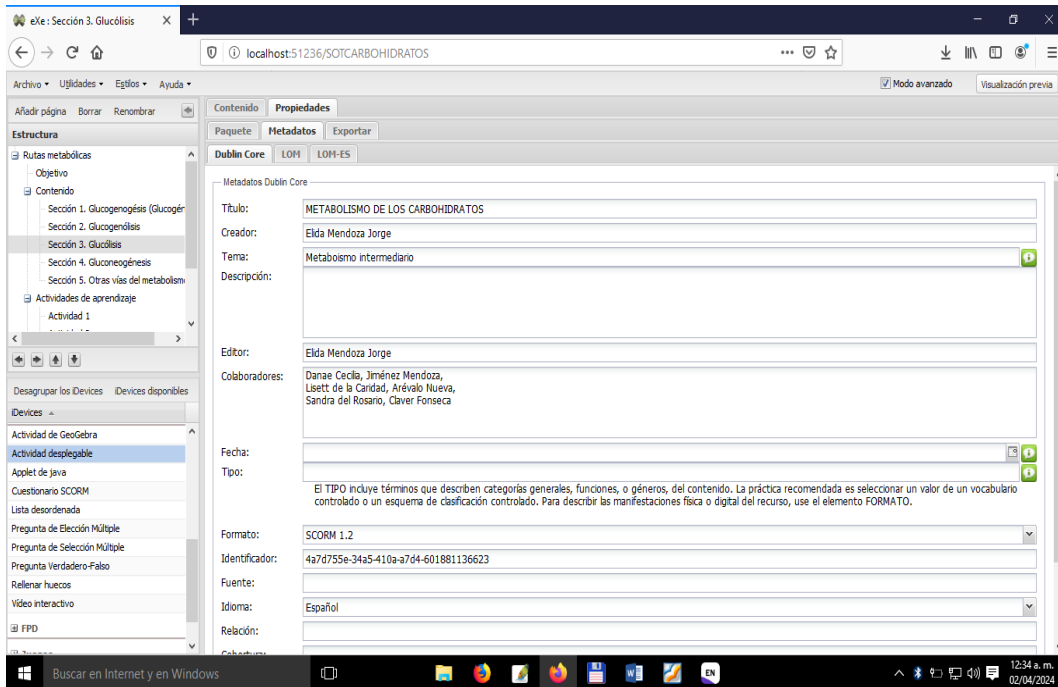 eXe : Sección 3. Glucólisis
localhost:51236/SOTCARBOHIDRATOS
Archivo Utilidades Estilos Ayuda
Modo avanzado
Visualización previa
Añadir página Borrar Renombrar
Estructura
Rutas metabólicas
Objetivo
Contenido
Sección 1. Glucogenogésis (Glucogén
Sección 2. Glucogenólisis
Sección 3. Glucólisis
Sección 4. Gluconeogénesis
Sección 5. Otras vías del metabolismo
Actividades de aprendizaje
Actividad 1
Desagrupar los iDevices iDevices disponibles
iDevices
Actividad de GeoGebra
Actividad desplegable
Applet de java
Cuestionario SCORM
Lista desordenada
Pregunta de Elección Múltiple
Pregunta de Selección Múltiple
Pregunta Verdadero-Falso
Rellenar huecos
Vídeo interactivo
FPD
Contenido Propiedades
Paquete Metadatos Exportar
Dublin Core LOM LOM-ES
Metadatos Dublin Core
Título: METABOLISMO DE LOS CARBOHIDRATOS
Creador: Elida Mendoza Jorge
Tema: Metaboismo intermediario
Descripción:
Editor: Elida Mendoza Jorge
Colaboradores: Danae Cecilia, Jiménez Mendoza,
Lisett de la Caridad, Arévalo Nueva,
Sandra del Rosario, Claver Fonseca
Fecha:
Tipo:
El TIPO incluye términos que describen categorías generales, funciones, o géneros, del contenido. La práctica recomendada es seleccionar un valor de un vocabulario
controlado o un esquema de clasificación controlado. Para describir las manifestaciones física o digital del recurso, use el elemento FORMATO.
Formato: SCORM 1.2
Identificador: 4a7d755e-34a5-410a-a7d4-601881136623
Fuente:
Idioma: Español
Relación:
Buscar en Internet y en Windows
EN
12:34 a. m.
02/04/2024